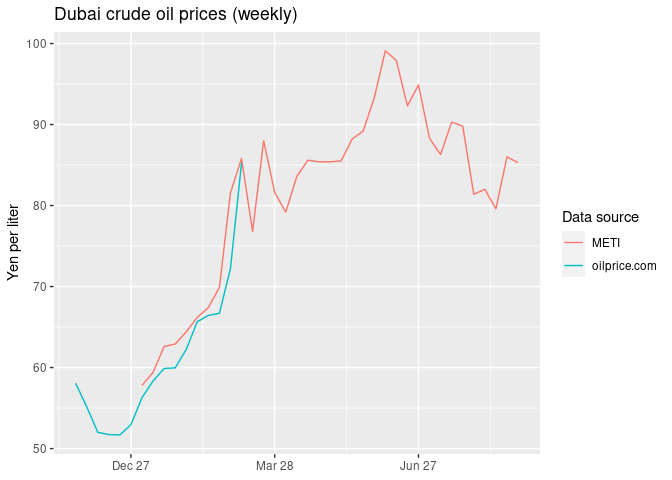 Dubai crude oil prices (weekly)
100
90
80
70
60
50
Yen per liter
Dec 27
Mar 28
Jun 27
Data source
METI
oilprice.com